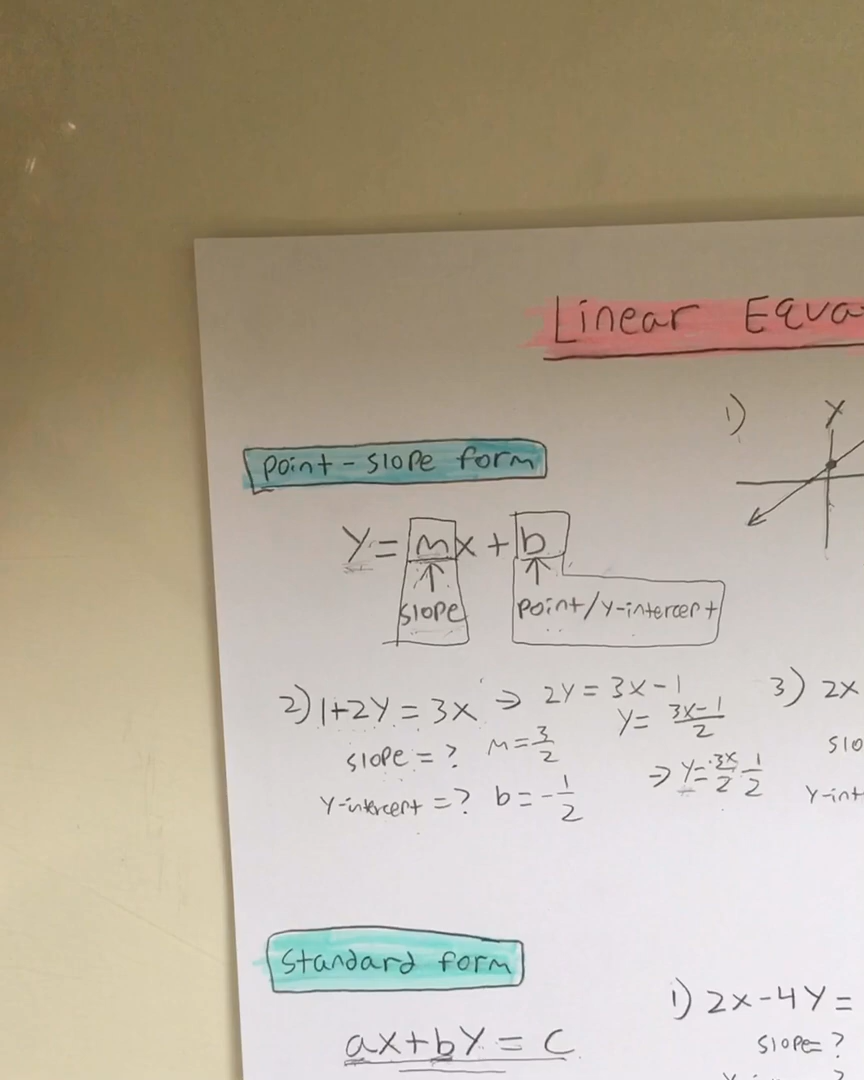 Linear Equa
1)
Y
point-slope form
Y = mx + b
slope
point/y-intercept
2) 1+2Y = 3X ⇒ 2Y = 3X-1
Y = 3X-1/2
slope = ? m = 3/2
⇒ Y = 3X/2 - 1/2
Y-intercept = ? b = -1/2
3) 2X
slo
Y-int
Standard form
ax+by = C
1) 2X-4Y =
slope = ?